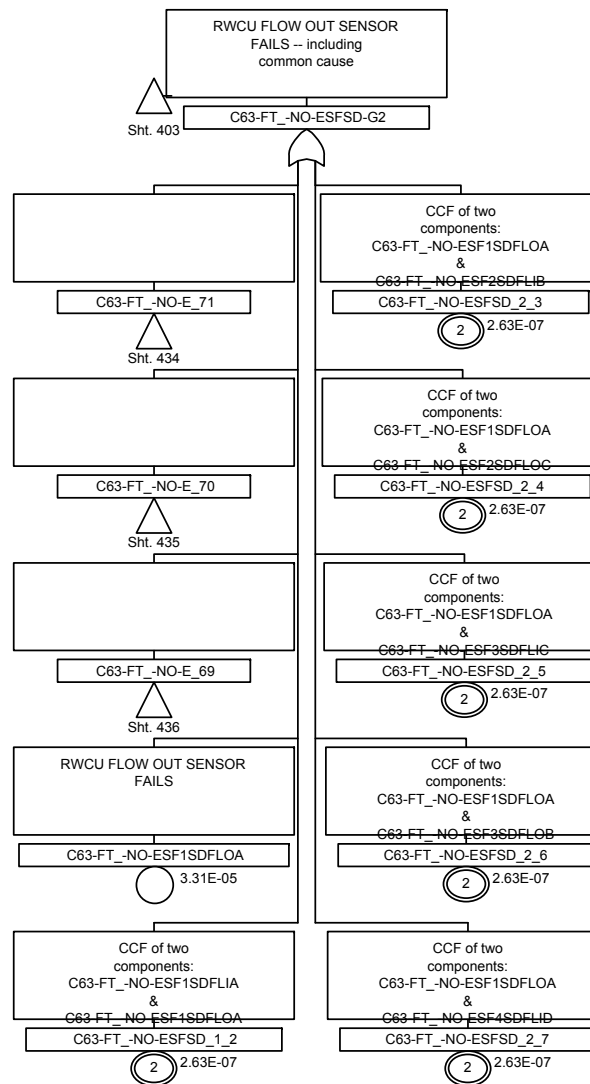 RWCU FLOW OUT SENSOR
FAILS -- including
common cause
C63-FT_-NO-ESFSD-G2
Sht. 403
C63-FT_-NO-E_71
Sht. 434
CCF of two
components:
C63-FT_-NO-ESF1SDFLOA
&
C63-FT_-NO-ESF2SDFLIB
C63-FT_-NO-ESFSD_2_3
2
2.63E-07
C63-FT_-NO-E_70
Sht. 435
CCF of two
components:
C63-FT_-NO-ESF1SDFLOA
&
C63-FT_-NO-ESF2SDFLOC
C63-FT_-NO-ESFSD_2_4
2
2.63E-07
C63-FT_-NO-E_69
Sht. 436
CCF of two
components:
C63-FT_-NO-ESF1SDFLOA
&
C63-FT_-NO-ESF3SDFLIC
C63-FT_-NO-ESFSD_2_5
2
2.63E-07
RWCU FLOW OUT SENSOR
FAILS
C63-FT_-NO-ESF1SDFLOA
3.31E-05
CCF of two
components:
C63-FT_-NO-ESF1SDFLOA
&
C63-FT_-NO-ESF3SDFLOB
C63-FT_-NO-ESFSD_2_6
2
2.63E-07
CCF of two
components:
C63-FT_-NO-ESF1SDFLIA
&
C63-FT_-NO-ESF1SDFLOA
C63-FT_-NO-ESFSD_1_2
2
2.63E-07
CCF of two
components:
C63-FT_-NO-ESF1SDFLOA
&
C63-FT_-NO-ESF4SDFLID
C63-FT_-NO-ESFSD_2_7
2
2.63E-07